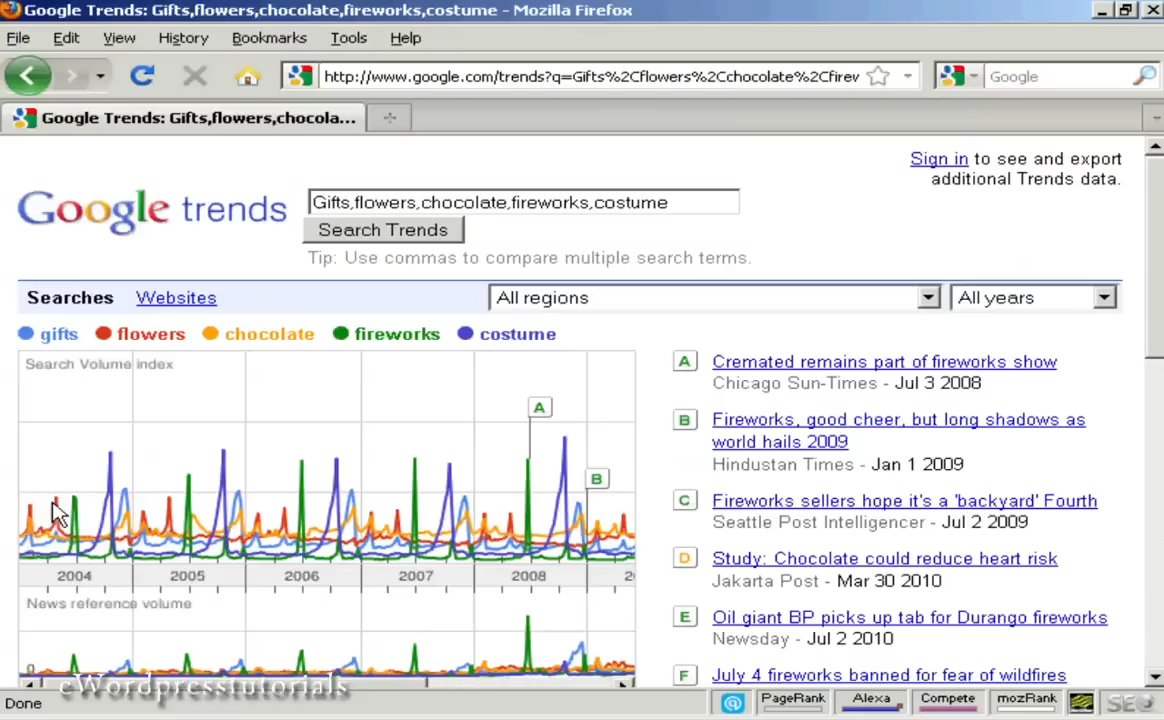 Google Trends: Gifts,flowers,chocolate,fireworks,costume - Mozilla Firefox
File Edit View History Bookmarks Tools Help
http://www.google.com/trends?q=Gifts%2Cflowers%2Cchocolate%2Cfirev
Google
Google Trends: Gifts,flowers,chocola...
Sign in to see and export
additional Trends data.
Google trends
Gifts,flowers,chocolate,fireworks,costume
Search Trends
Tip: Use commas to compare multiple search terms.
Searches Websites All regions All years
gifts flowers chocolate fireworks costume
Search Volume index
A
B
2004 2005 2006 2007 2008
News reference volume
0
A Cremated remains part of fireworks show
Chicago Sun-Times - Jul 3 2008
B Fireworks, good cheer, but long shadows as
world hails 2009
Hindustan Times - Jan 1 2009
C Fireworks sellers hope it's a 'backyard' Fourth
Seattle Post Intelligencer - Jul 2 2009
D Study: Chocolate could reduce heart risk
Jakarta Post - Mar 30 2010
E Oil giant BP picks up tab for Durango fireworks
Newsday - Jul 2 2010
F July 4 fireworks banned for fear of wildfires
eWordpresstutorials
Done
PageRank Alexa Compete mozRank SEO